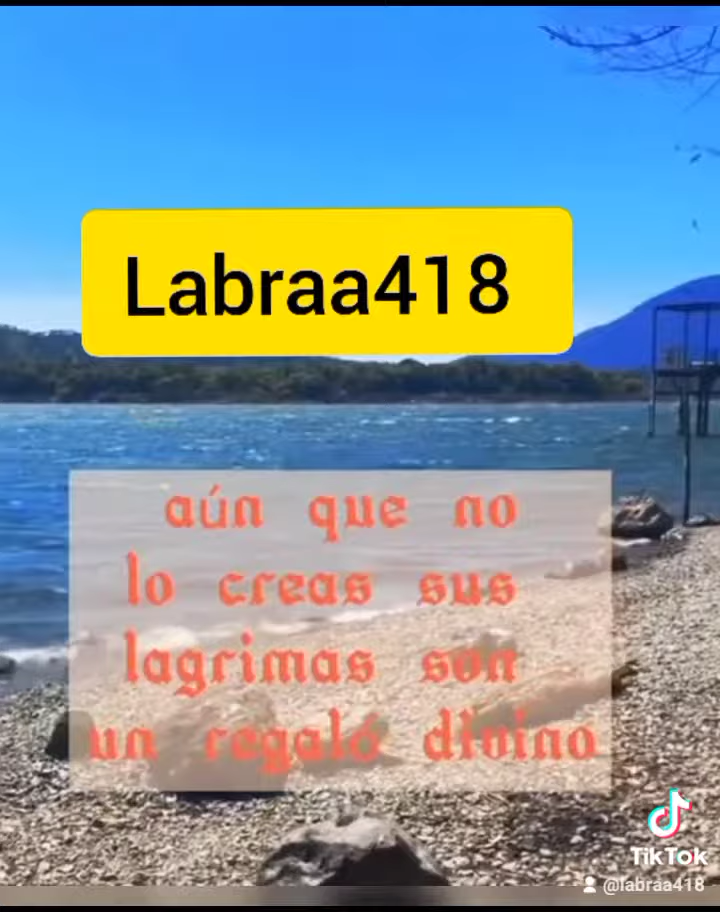 Labraa418
aún que no
lo creas sus
lagrimas son
un regaló divino
TikTok
@labraa418